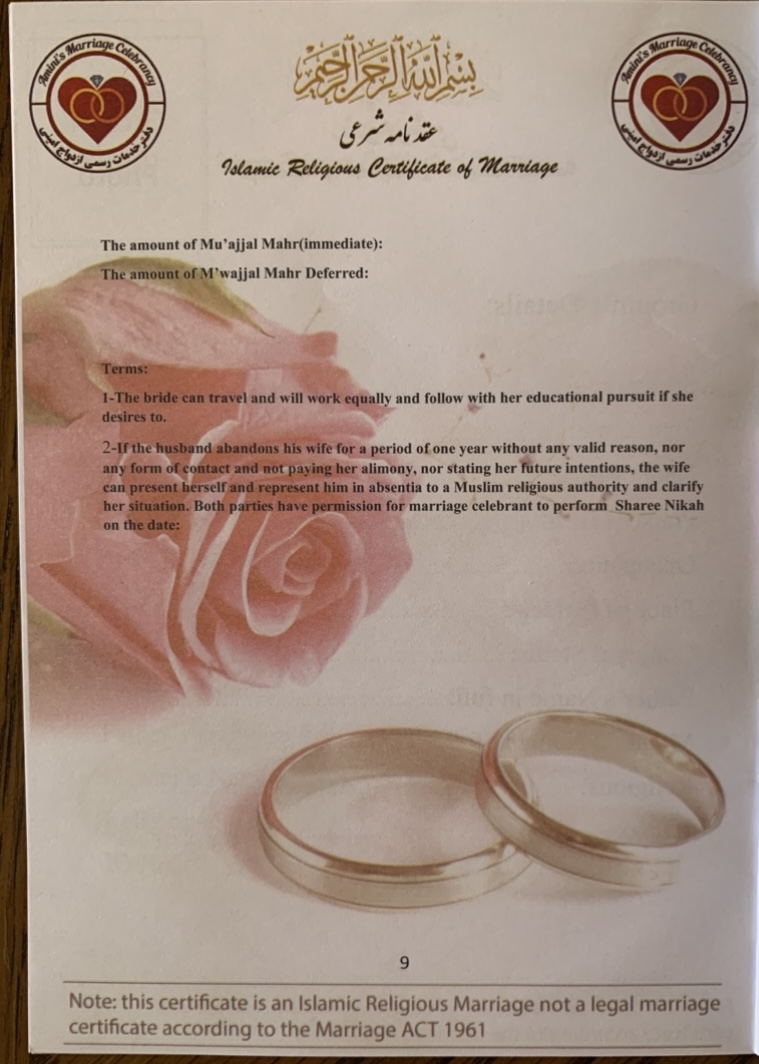 Amini's Marriage Celebrancy
دفتر خدمات رسمی ازدواج امینی
بسم الله الرحمن الرحیم
عقد نامه شرعی
Islamic Religious Certificate of Marriage
Amini's Marriage Celebrancy
دفتر خدمات رسمی ازدواج امینی
The amount of Mu'ajjal Mahr(immediate):
The amount of M'wajjal Mahr Deferred:
Terms:
1-The bride can travel and will work equally and follow with her educational pursuit if she
desires to.
2-If the husband abandons his wife for a period of one year without any valid reason, nor
any form of contact and not paying her alimony, nor stating her future intentions, the wife
can present herself and represent him in absentia to a Muslim religious authority and clarify
her situation. Both parties have permission for marriage celebrant to perform  Sharee Nikah
on the date:
9
Note: this certificate is an Islamic Religious Marriage not a legal marriage
certificate according to the Marriage ACT 1961